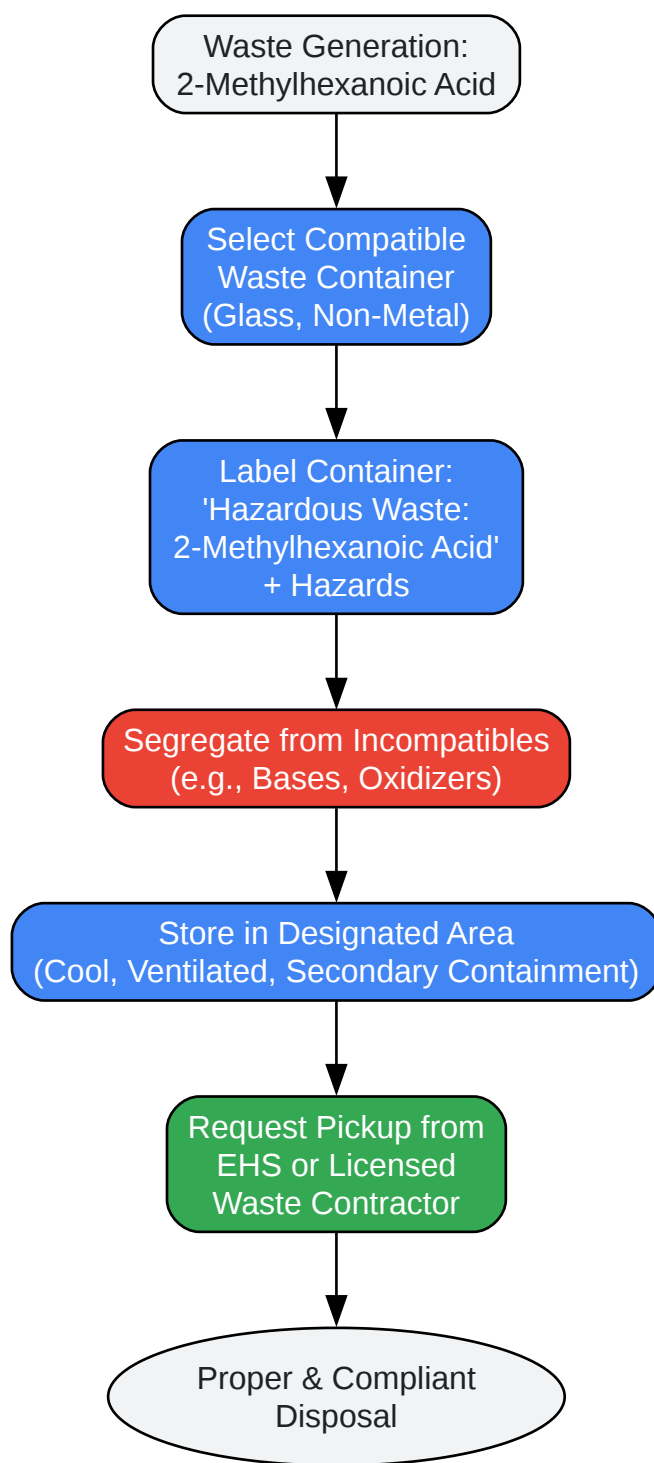 Waste Generation:
2-Methylhexanoic Acid
Select Compatible
Waste Container
(Glass, Non-Metal)
Label Container:
'Hazardous Waste:
2-Methylhexanoic Acid'
+ Hazards
Segregate from Incompatibles
(e.g., Bases, Oxidizers)
Store in Designated Area
(Cool, Ventilated, Secondary Containment)
Request Pickup from
EHS or Licensed
Waste Contractor
Proper & Compliant
Disposal